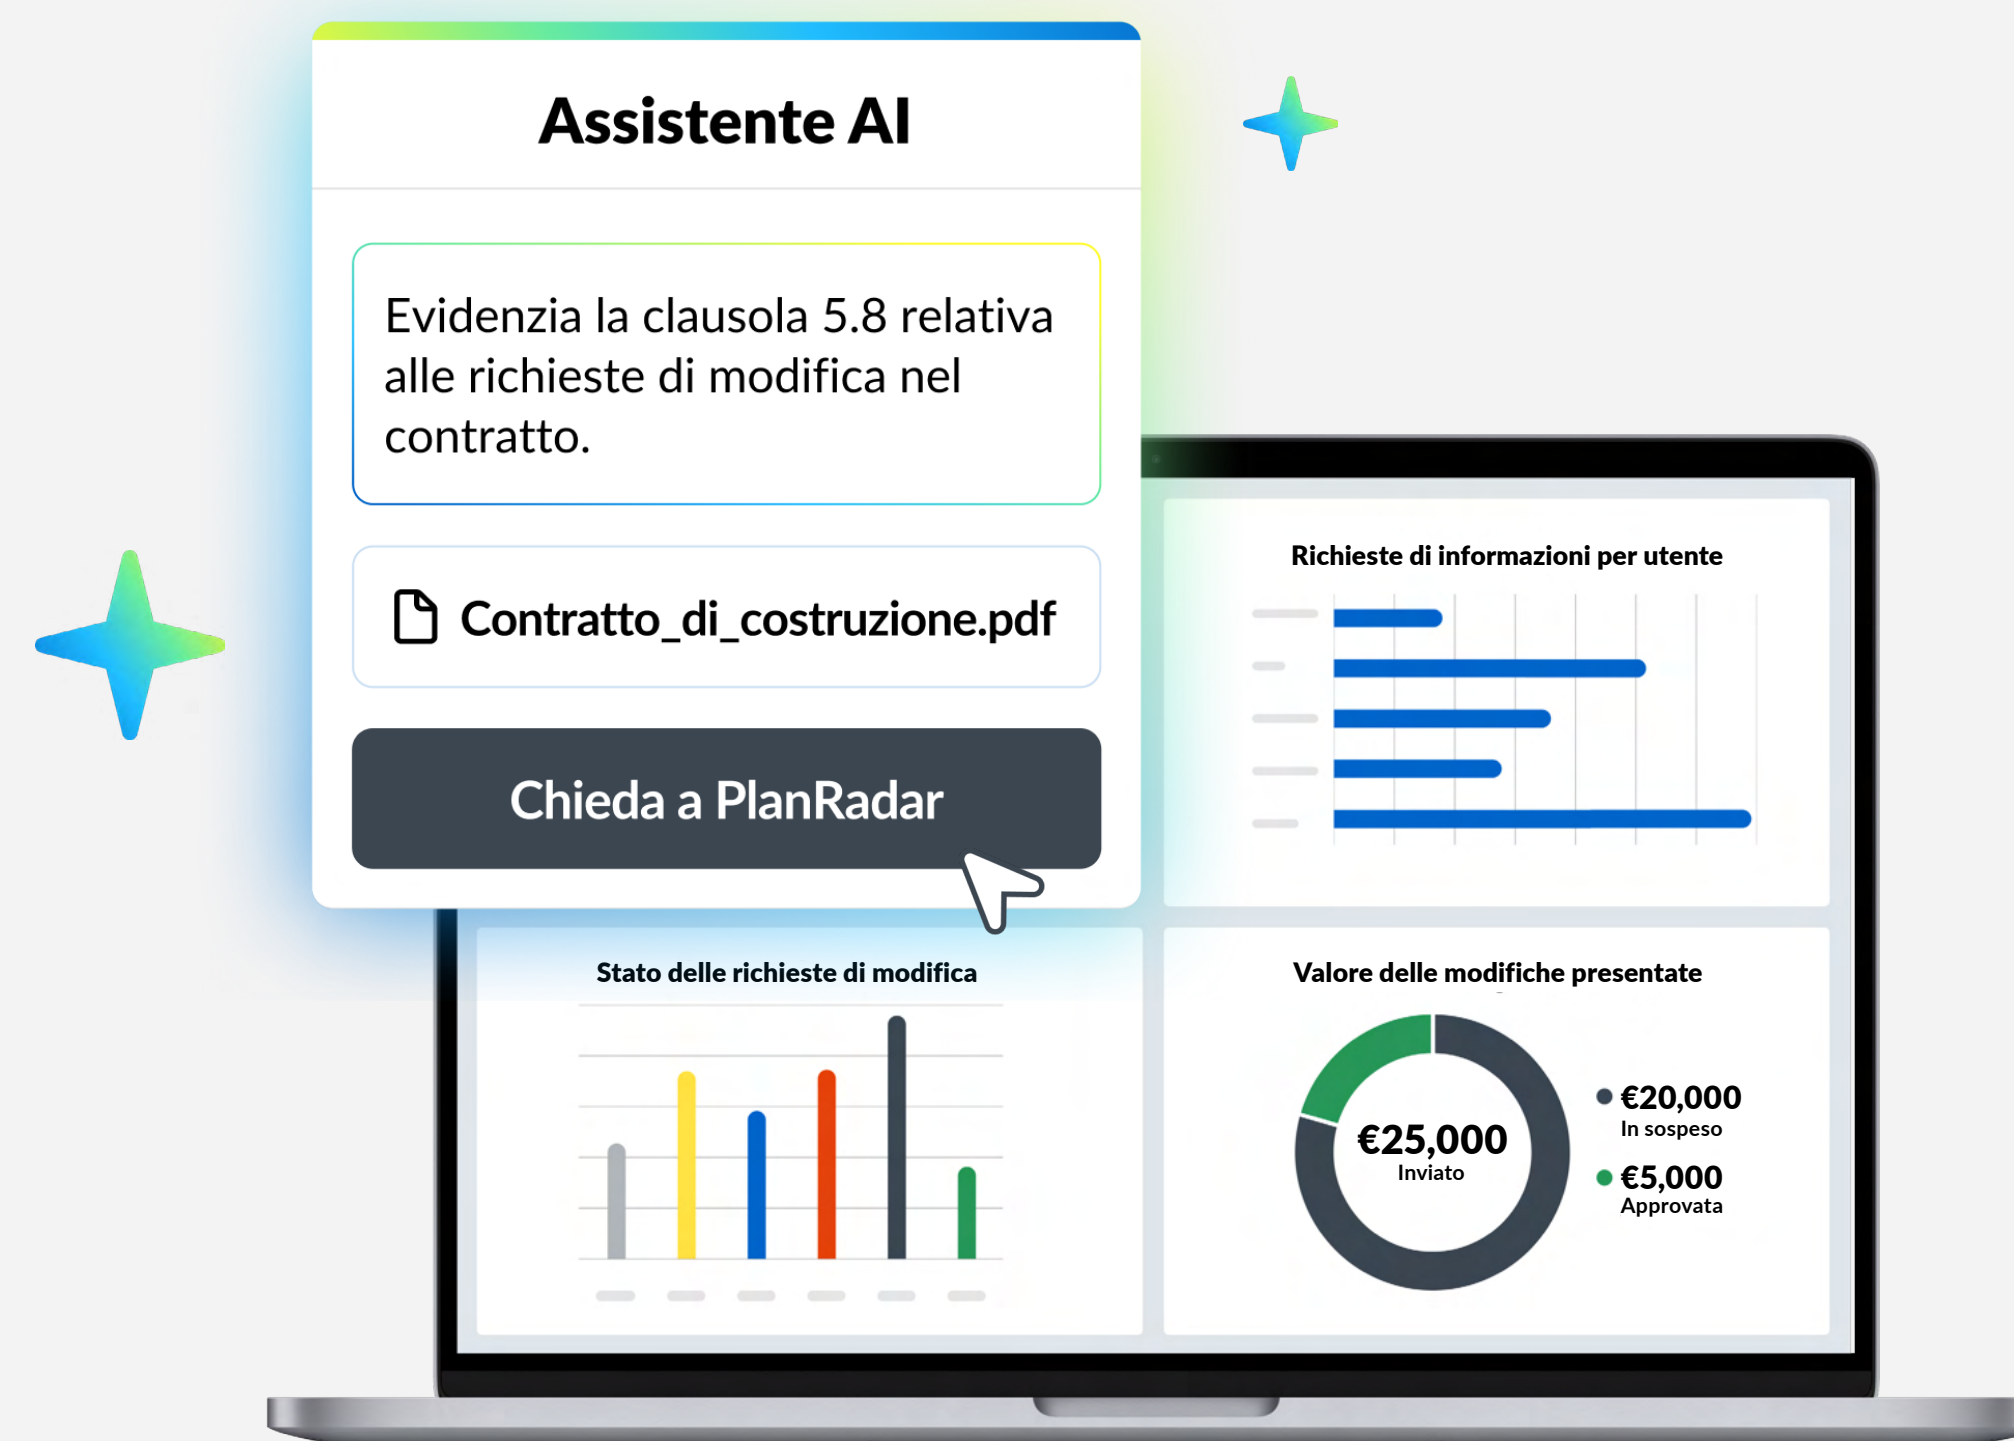 Assistente AI
Evidenzia la clausola 5.8 relativa
alle richieste di modifica nel
contratto.
Contratto_di_costruzione.pdf
Chieda a PlanRadar
Richieste di informazioni per utente
Stato delle richieste di modifica
Valore delle modifiche presentate
€25,000
Inviato
€20,000
In sospeso
€5,000
Approvata